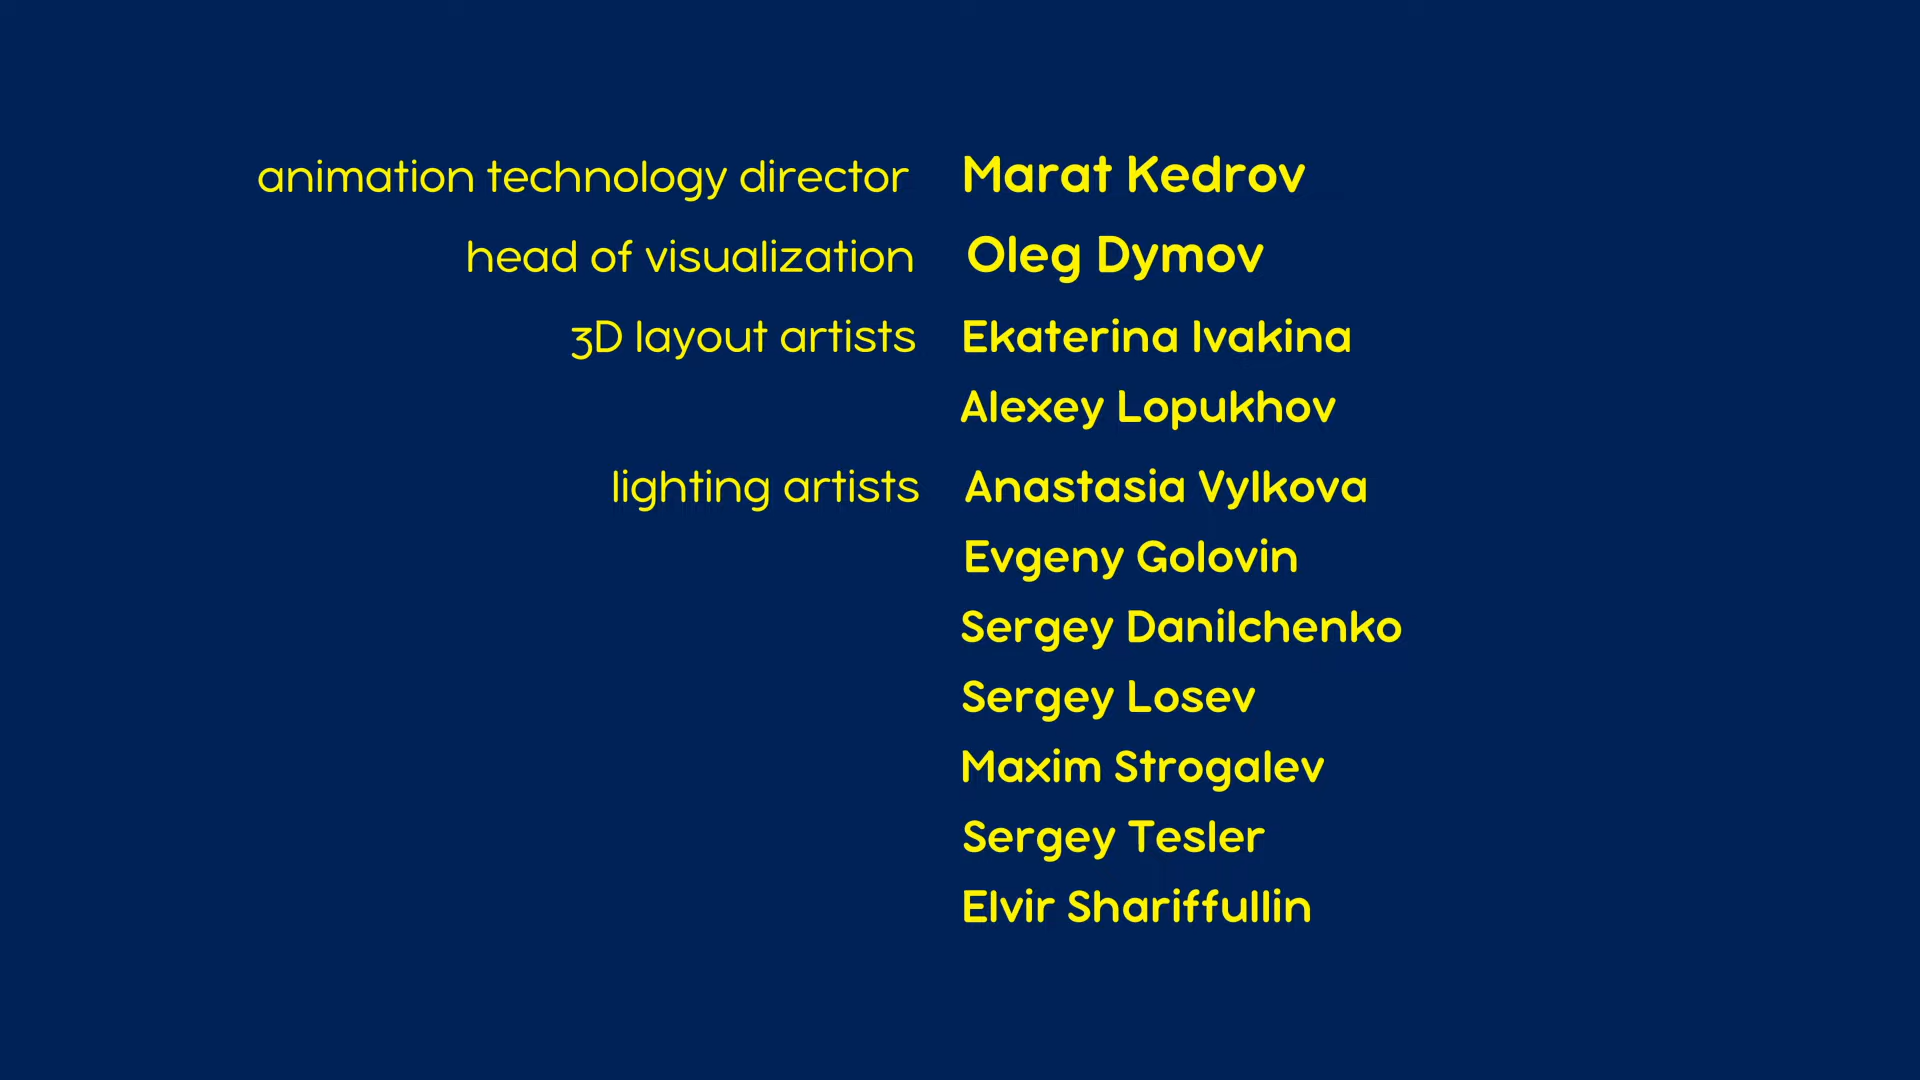 animation technology director Marat Kedrov
head of visualization Oleg Dymov
3D layout artists Ekaterina Ivakina
Alexey Lopukhov
lighting artists Anastasia Vylkova
Evgeny Golovin
Sergey Danilchenko
Sergey Losev
Maxim Strogalev
Sergey Tesler
Elvir Shariffullin